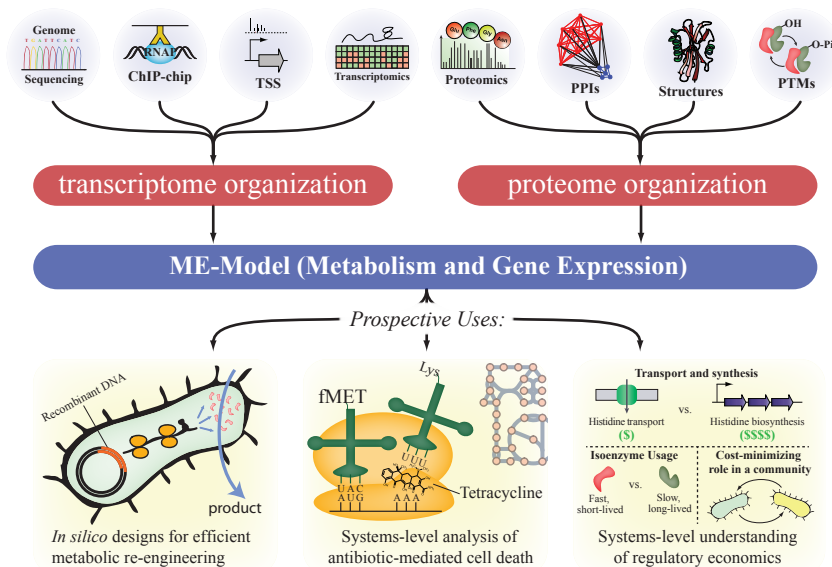 Genome
T G A T T C A T C
Sequencing
RNAP
ChIP-chip
TSS
Transcriptomics
Glu Phe Gly Asn
Proteomics
PPIs
Structures
OH
O-Pi
PTMs
transcriptome organization
proteome organization
ME-Model (Metabolism and Gene Expression)
Prospective Uses:
Recombinant DNA
product
In silico designs for efficient
metabolic re-engineering
fMET
Lys
UAC
AUG
UUU
AAA
Tetracycline
Systems-level analysis of
antibiotic-mediated cell death
Transport and synthesis
vs.
Histidine transport
($)
Histidine biosynthesis
($$$$)
Isoenzyme Usage
vs.
Fast,
short-lived
Slow,
long-lived
Cost-minimizing
role in a community
Systems-level understanding
of regulatory economics